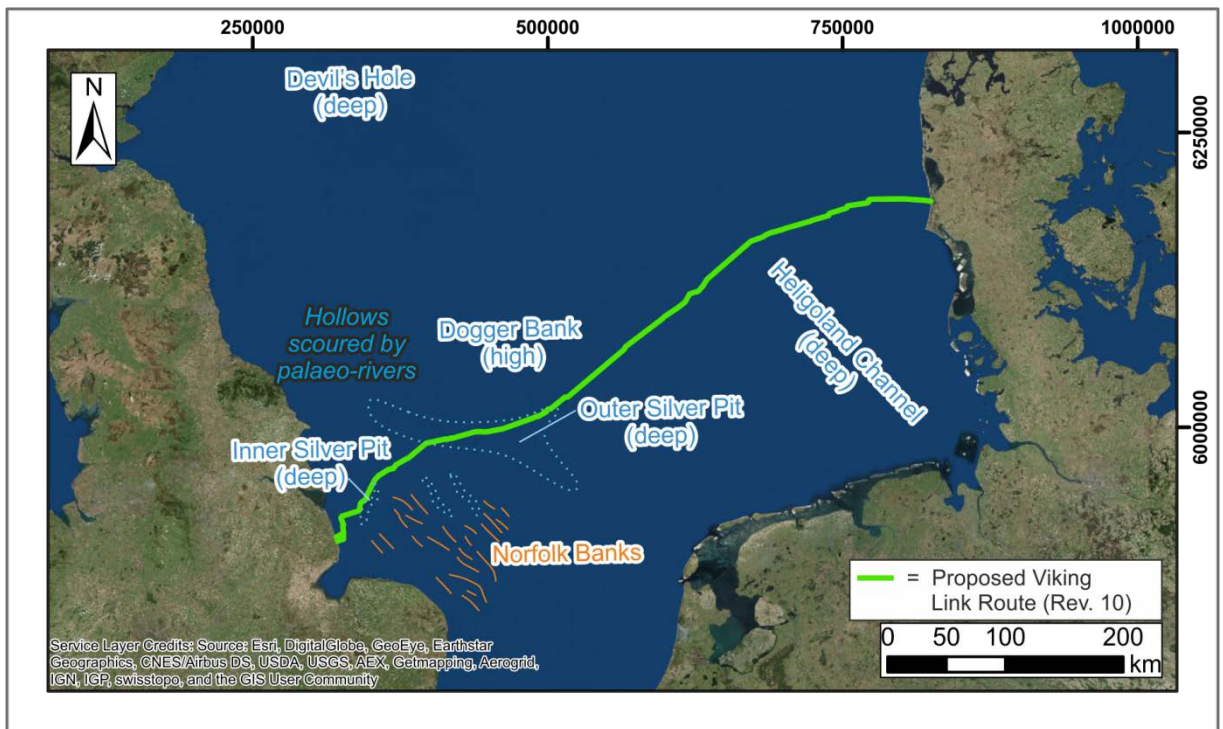 250000
500000
750000
1000000
N
Devil's Hole
(deep)
6250000
Heligoland Channel
(deep)
Hollows
scoured by
palaeo-rivers
Dogger Bank
(high)
Outer Silver Pit
(deep)
6000000
Inner Silver Pit
(deep)
Norfolk Banks
= Proposed Viking
Link Route (Rev. 10)
0 50 100 200
km
Service Layer Credits: Source: Esri, DigitalGlobe, GeoEye, Earthstar
Geographics, CNES/Airbus DS, USDA, USGS, AEX, Getmapping, Aerogrid,
IGN, IGP, swisstopo, and the GIS User Community